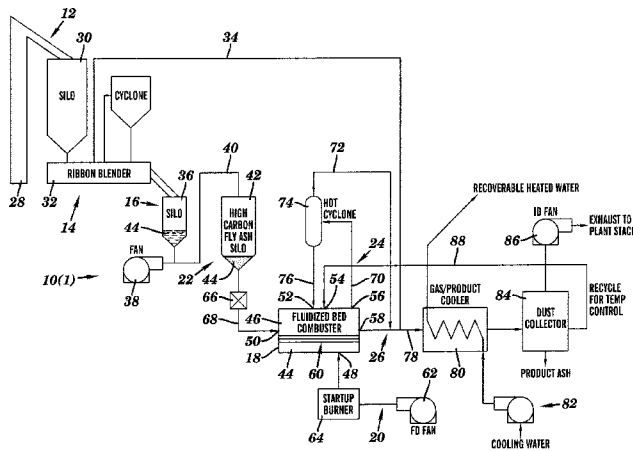 12
30
34
SILO
CYCLONE
40
42
72
36
RIBBON BLENDER
28
32
14
16
SILO
44
FAN
38
10(1)
22
HIGH
CARBON
FLY ASH
SILO
44
66
68
74
HOT
CYCLONE
24
76
70
52
54
56
46
FLUIDIZED BED
COMBUSTER
58
50
18
44
60
48
26
78
STARTUP
BURNER
64
20
62
FD FAN
RECOVERABLE HEATED WATER
ID FAN
86
EXHAUST TO
PLANT STACK
88
GAS/PRODUCT
COOLER
84
RECYCLE
FOR TEMP
CONTROL
DUST
COLLECTOR
80
PRODUCT ASH
82
COOLING WATER